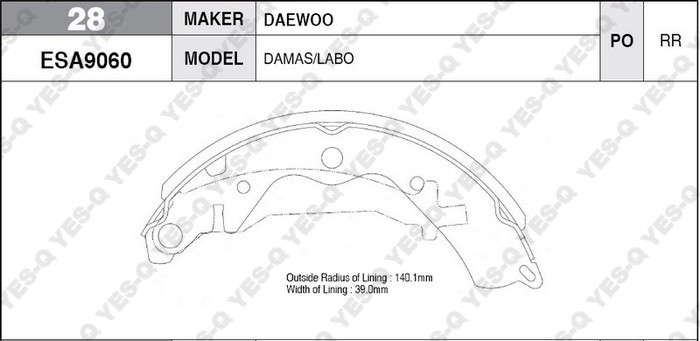 28
MAKER
DAEWOO
PO
RR
ESA9060
MODEL
DAMAS/LABO
Outside Radius of Lining : 140.1mm
Width of Lining : 39.0mm
YES-Q YES-Q YES-Q YES-Q